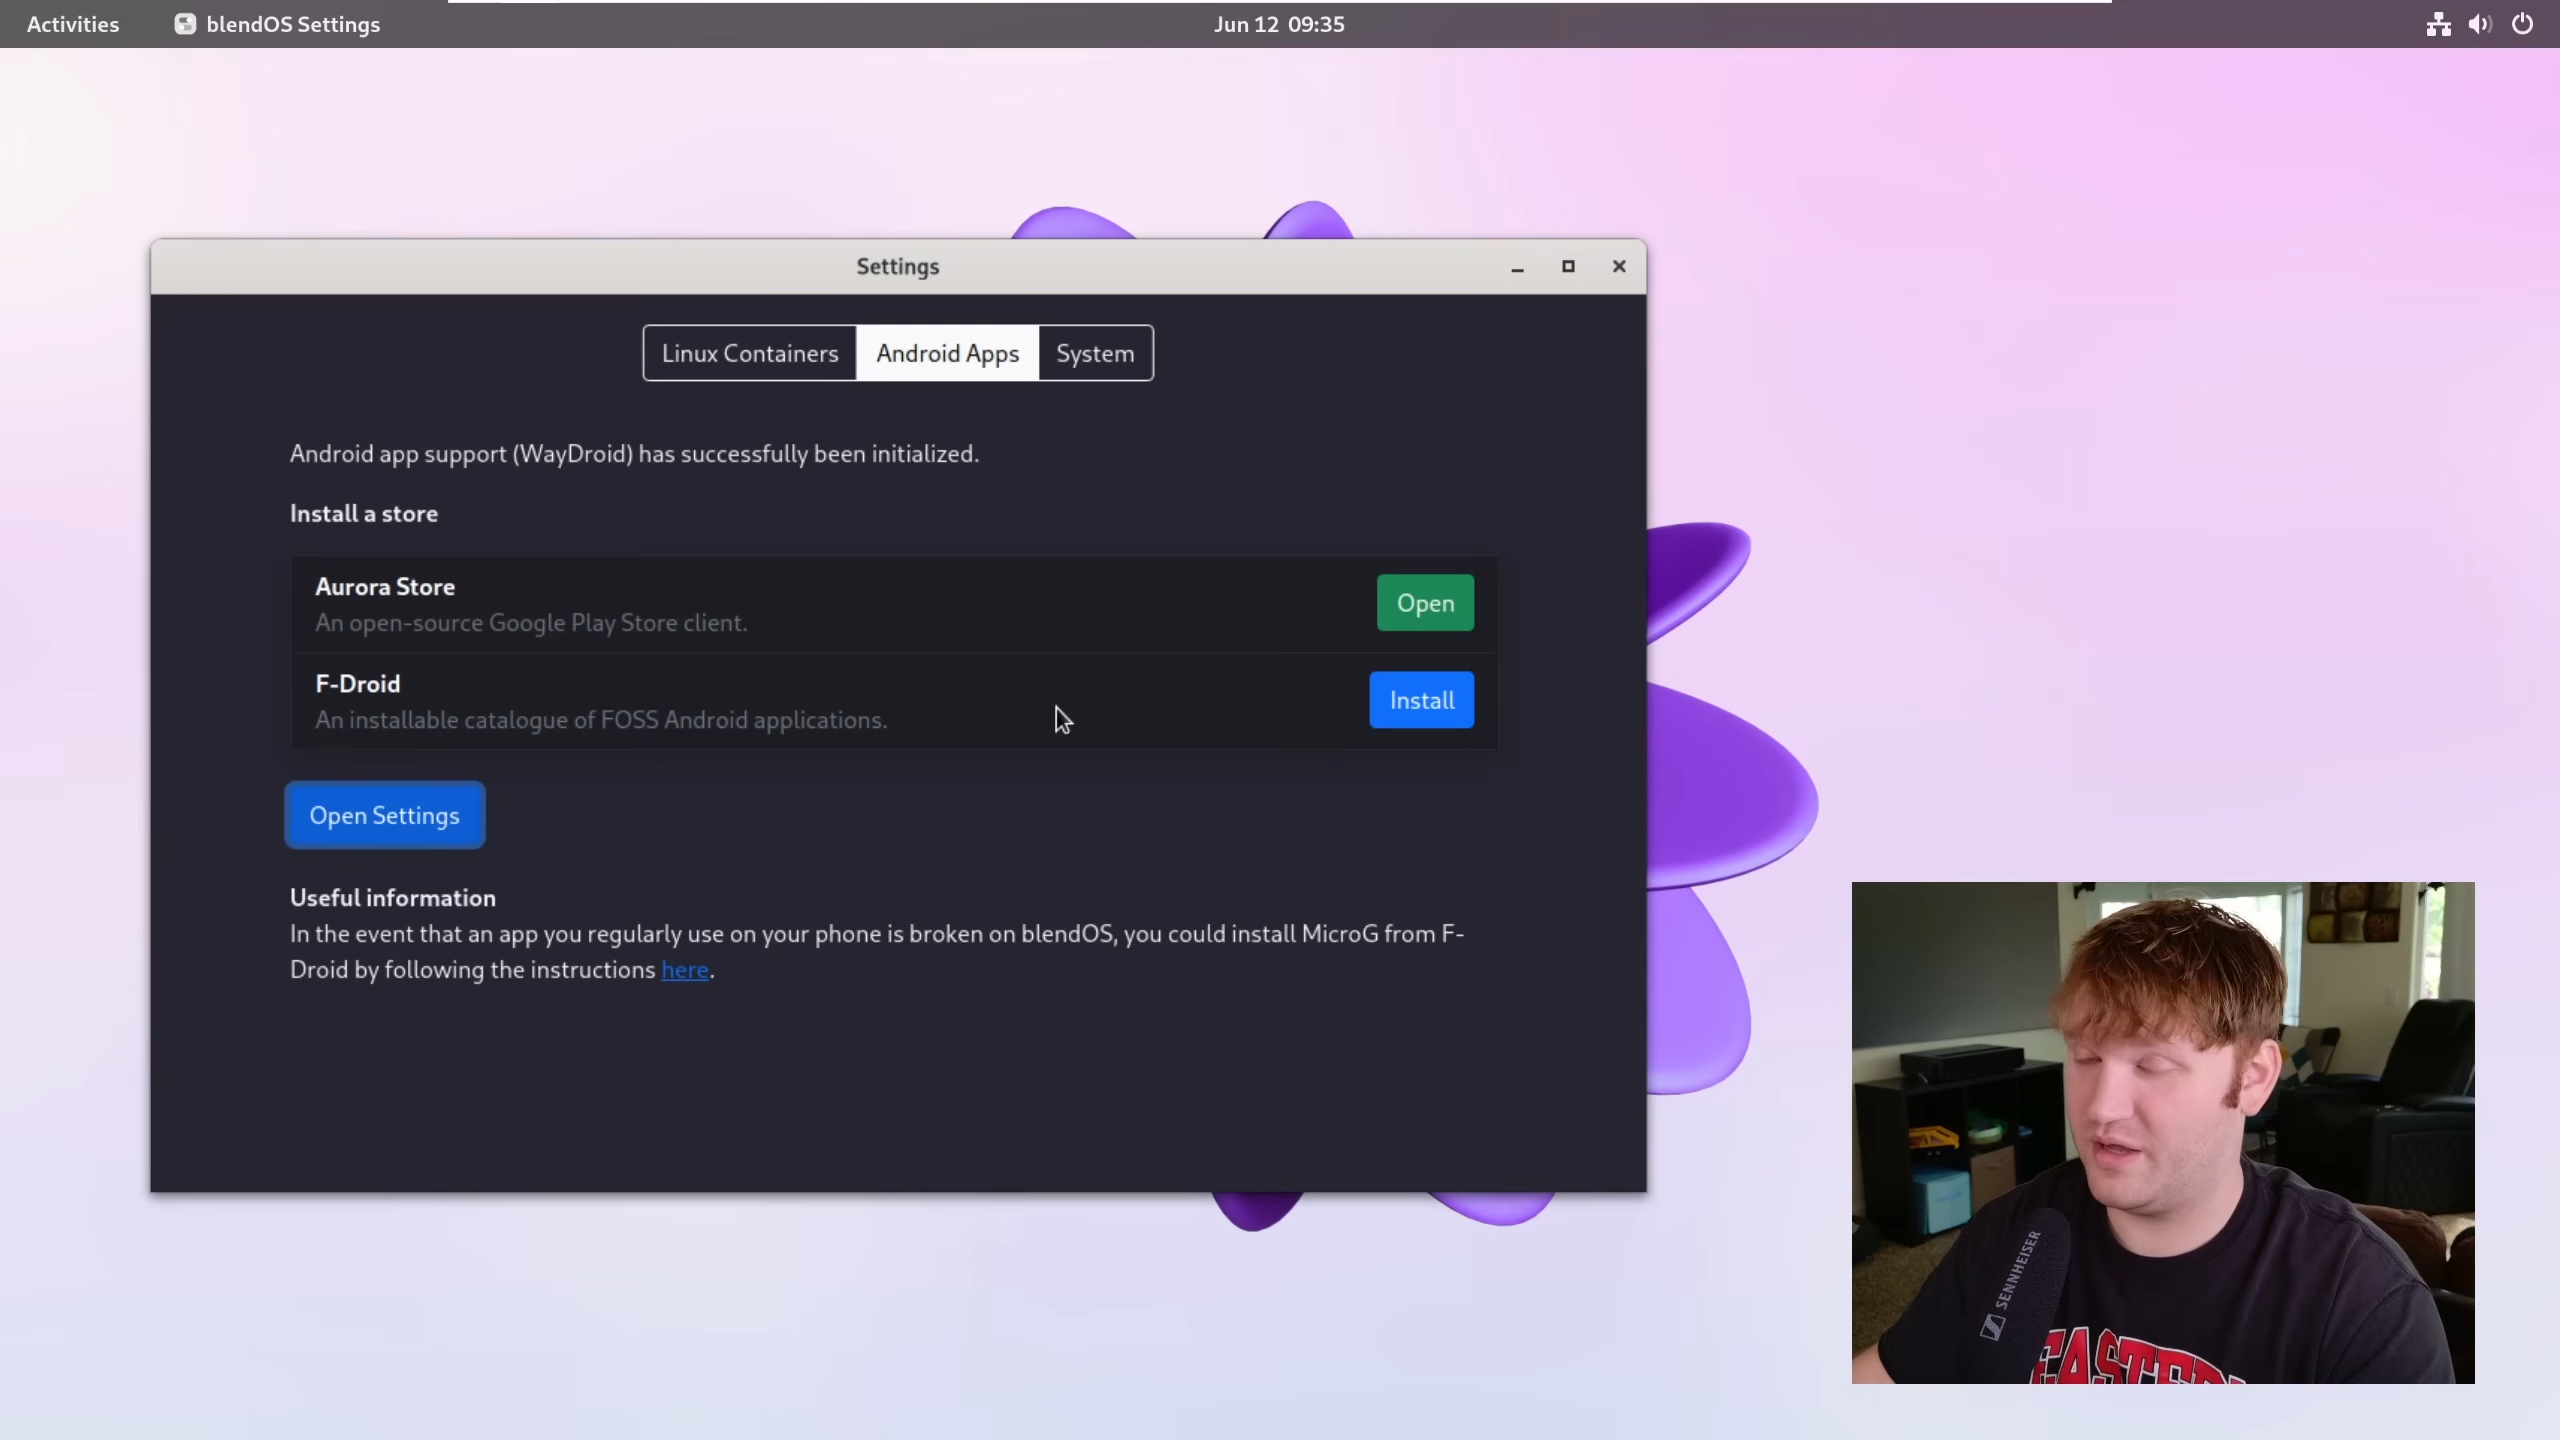 Activities
blendOS Settings
Jun 12 09:35
Settings
Linux Containers
Android Apps
System
Android app support (WayDroid) has successfully been initialized.
Install a store
Aurora Store
An open-source Google Play Store client.
Open
F-Droid
An installable catalogue of FOSS Android applications.
Install
Open Settings
Useful information
In the event that an app you regularly use on your phone is broken on blendOS, you could install MicroG from F-
Droid by following the instructions here.
SENNHEISER